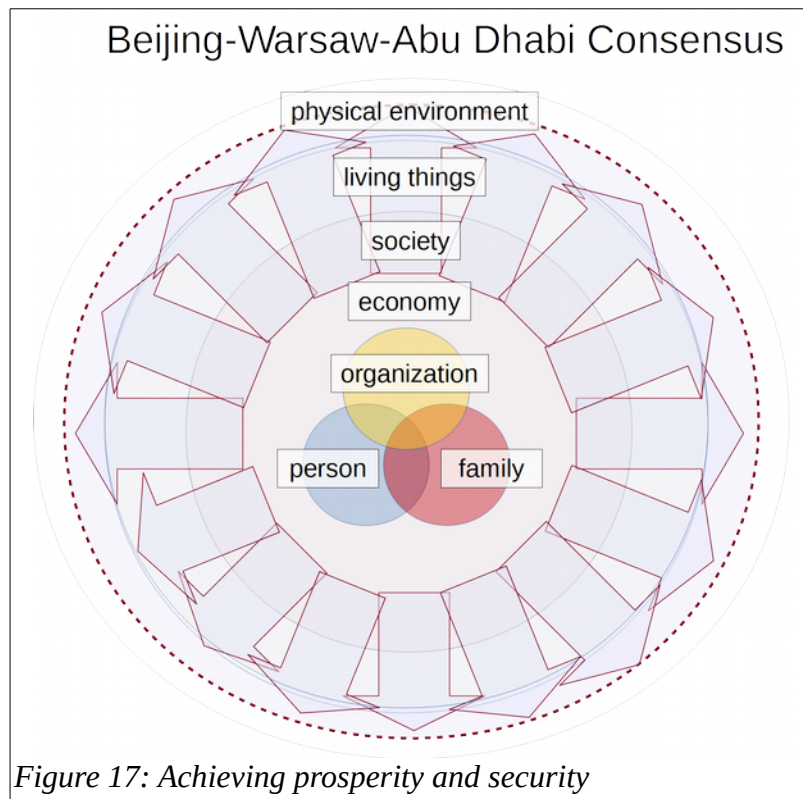 Beijing-Warsaw-Abu Dhabi Consensus
physical environment
living things
society
economy
organization
person
family
Figure 17: Achieving prosperity and security